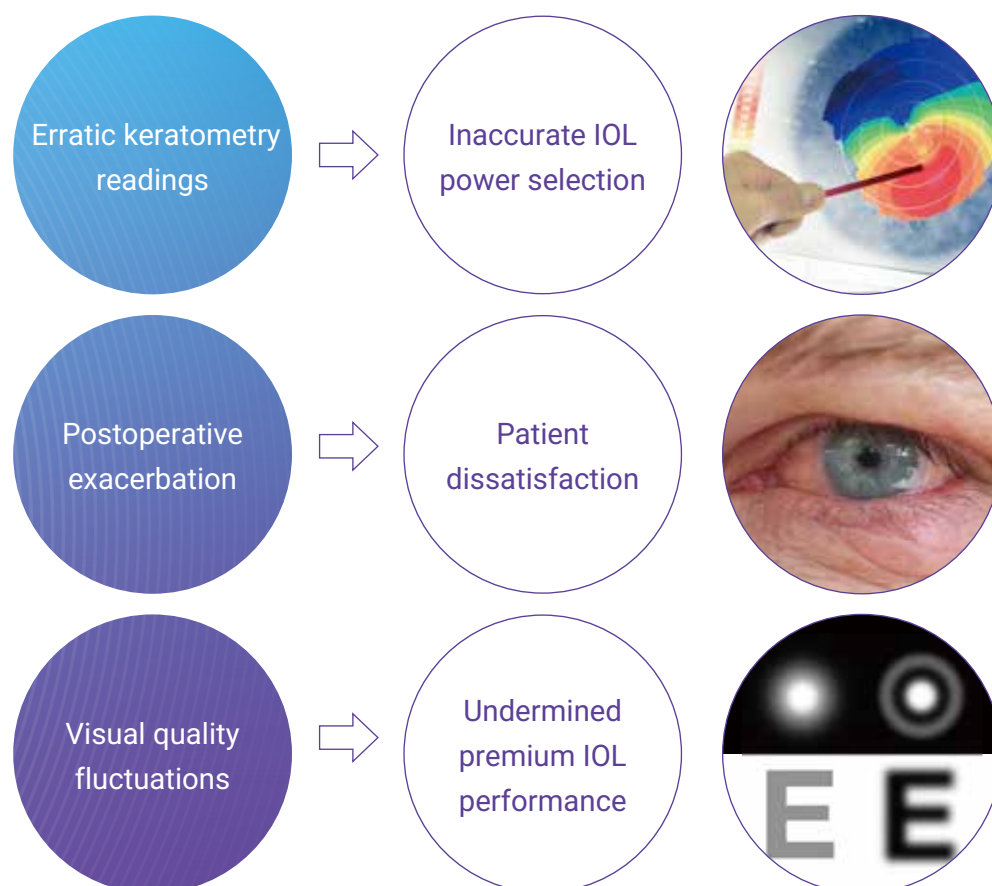 Erratic keratometry
readings
Inaccurate IOL
power selection
Postoperative
exacerbation
Patient
dissatisfaction
Visual quality
fluctuations
Undermined
premium IOL
performance
E E